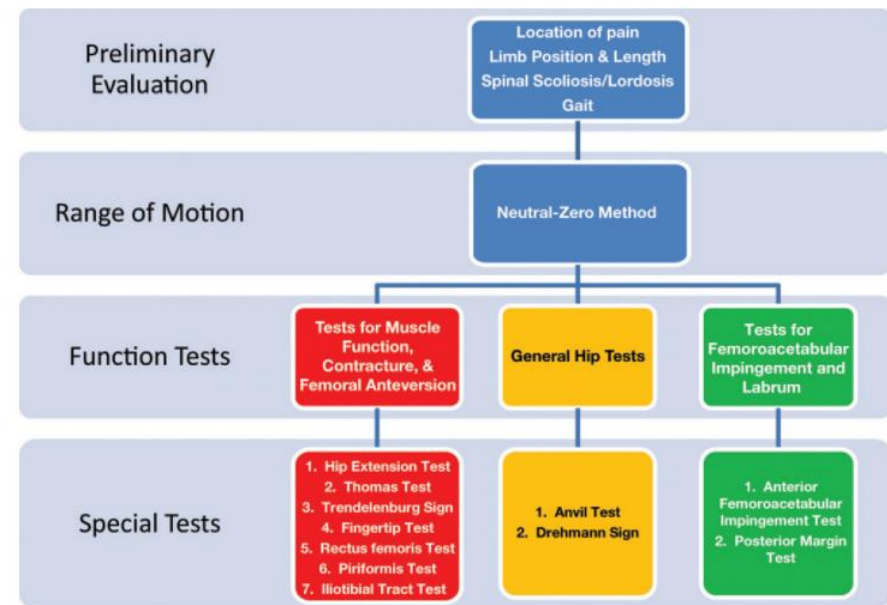 Preliminary
Evaluation
Location of pain
Limb Position & Length
Spinal Scoliosis/Lordosis
Gait
Range of Motion
Neutral-Zero Method
Function Tests
Tests for Muscle
Function,
Contracture, &
Femoral Anteversion
General Hip Tests
Tests for
Femoroacetabular
Impingement and
Labrum
Special Tests
1. Hip Extension Test
2. Thomas Test
3. Trendelenburg Sign
4. Fingertip Test
5. Rectus femoris Test
6. Piriformis Test
7. Iliotibial Tract Test
1. Anvil Test
2. Drehmann Sign
1. Anterior
Femoroacetabular
Impingement Test
2. Posterior Margin
Test